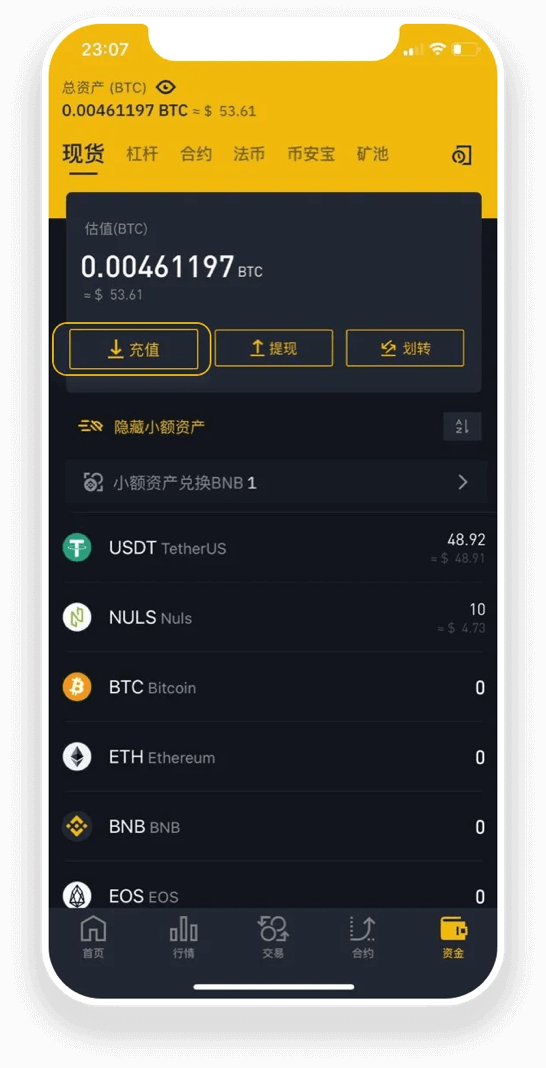 23:07
总资产 (BTC)
0.00461197 BTC ≈ $ 53.61
现货 杠杆 合约 法币 币安宝 矿池
估值(BTC)
0.00461197 BTC
≈ $ 53.61
充值 提现 划转
隐藏小额资产
小额资产兑换BNB 1
USDT TetherUS 48.92
≈ $ 48.91
NULS Nuls 10
≈ $ 4.73
BTC Bitcoin 0
ETH Ethereum 0
BNB BNB 0
EOS EOS 0
首页 行情 交易 合约 资金